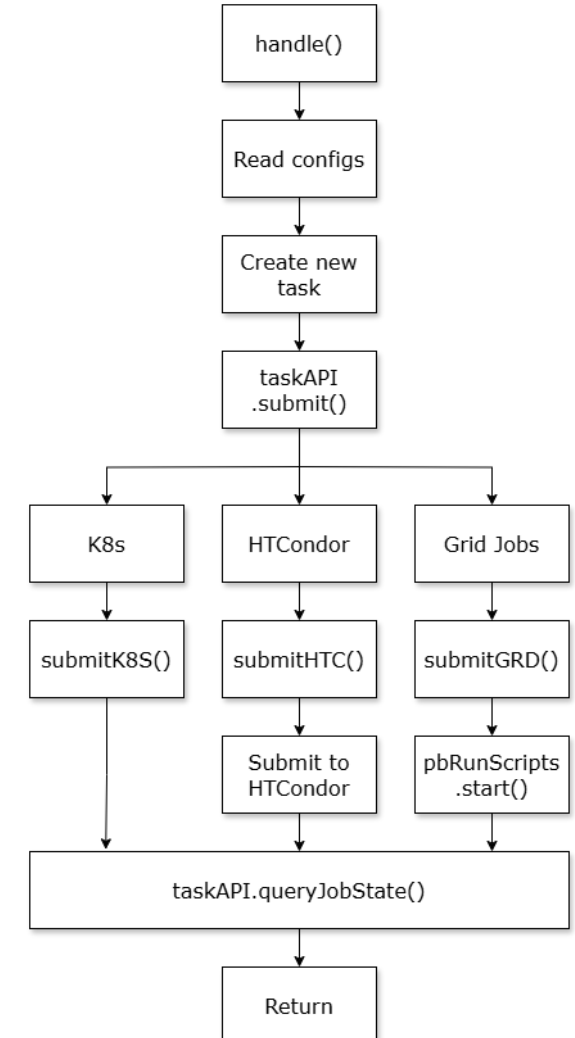 handle()
Read configs
Create new
task
taskAPI
.submit()
K8s
HTCondor
Grid Jobs
submitK8S()
submitHTC()
submitGRD()
Submit to
HTCondor
pbRunScripts
.start()
taskAPI.queryJobState()
Return